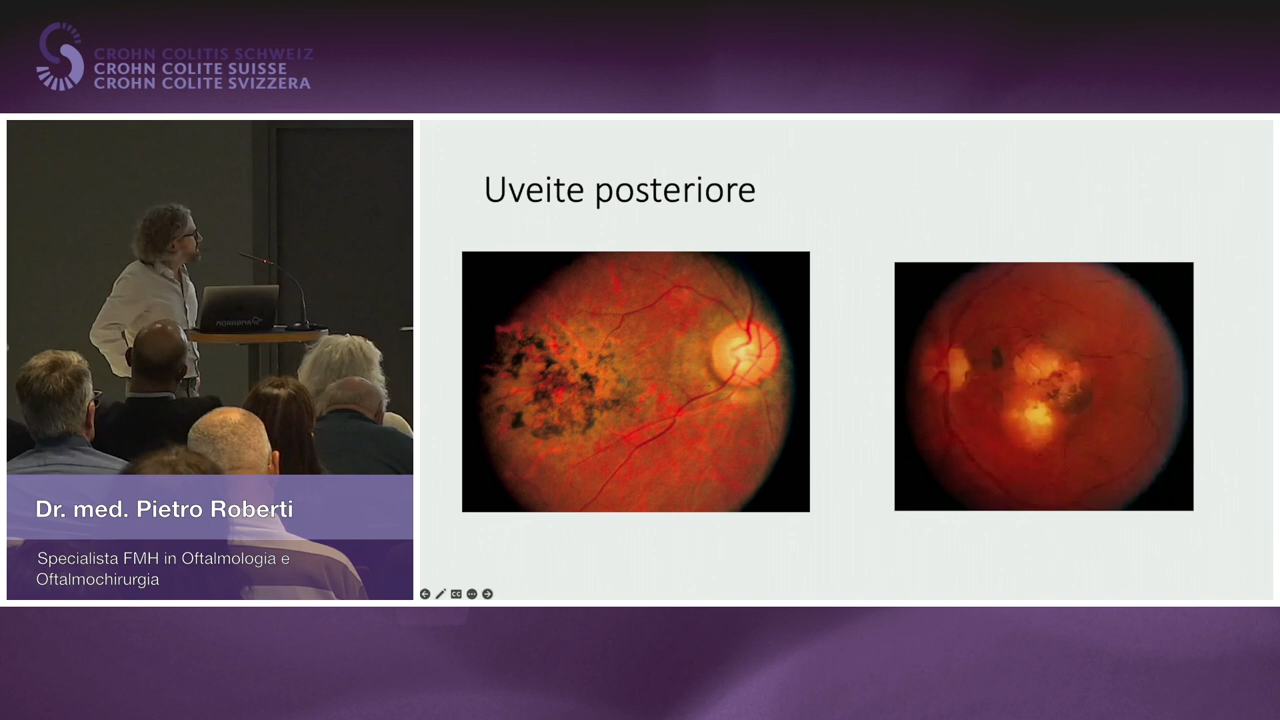 CROHN COLITIS SCHWEIZ
CROHN COLITE SUISSE
CROHN COLITE SVIZZERA
Uveite posteriore
Dr. med. Pietro Roberti
Specialista FMH in Oftalmologia e
Oftalmochirurgia